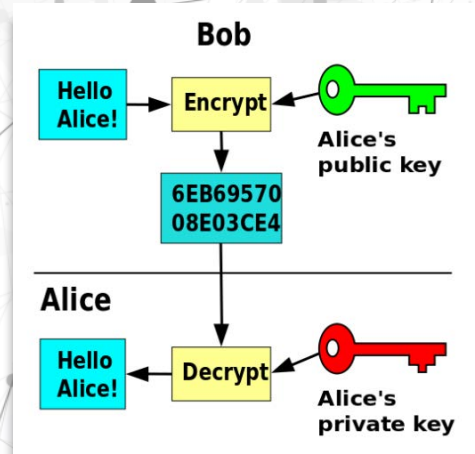 Bob
Hello
Alice!
Encrypt
Alice's
public key
6EB69570
08E03CE4
Alice
Hello
Alice!
Decrypt
Alice's
private key